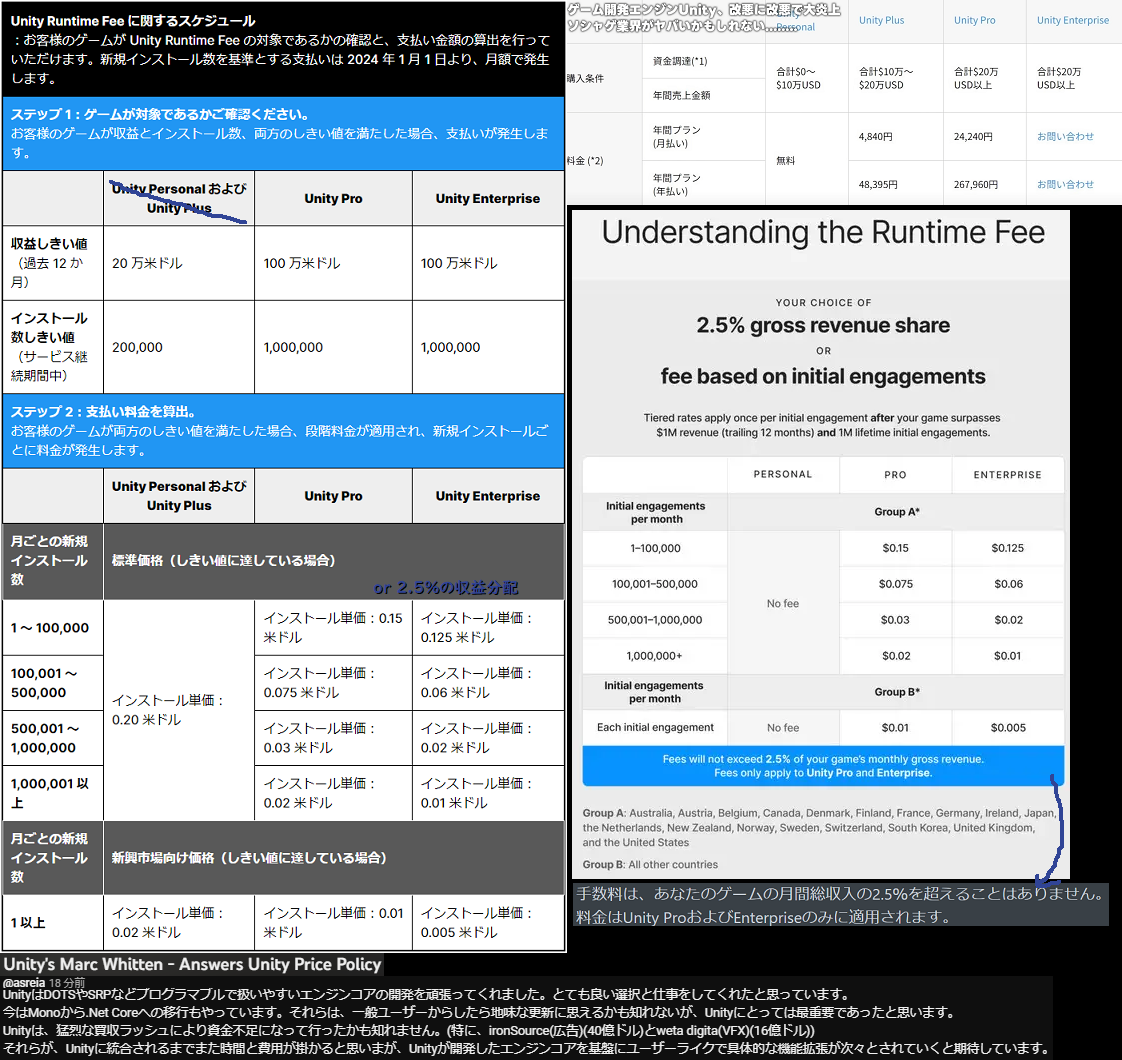 Unity Runtime Fee に関するスケジュール
：お客様のゲームが Unity Runtime Fee の対象であるかの確認と、支払い金額の算出を行って
いただけます。新規インストール数を基準とする支払いは 2024 年 1 月 1 日より、月額で発生
します。
ステップ 1：ゲームが対象であるかご確認ください。
お客様のゲームが収益とインストール数、両方のしきい値を満たした場合、支払いが発生しま
す。
Unity Personal および
Unity Plus
Unity Pro
Unity Enterprise
収益しきい値
（過去 12 か
月）
20 万米ドル
100 万米ドル
100 万米ドル
インストール
数しきい値
（サービス継
続期間中）
200,000
1,000,000
1,000,000
ステップ 2：支払い料金を算出。
お客様のゲームが両方のしきい値を満たした場合、段階料金が適用され、新規インストールご
とに料金が発生します。
Unity Personal および
Unity Plus
Unity Pro
Unity Enterprise
月ごとの新規
インストール
数
標準価格（しきい値に達している場合）
or 2.5%の収益分配
1 ～ 100,000
インストール単価：
0.20 米ドル
インストール単価：0.15
米ドル
インストール単価：
0.125 米ドル
100,001 ～
500,000
インストール単価：
0.075 米ドル
インストール単価：
0.06 米ドル
500,001 ～
1,000,000
インストール単価：
0.03 米ドル
インストール単価：
0.02 米ドル
1,000,001 以
上
インストール単価：
0.02 米ドル
インストール単価：
0.01 米ドル
月ごとの新規
インストール
数
新興市場向け価格（しきい値に達している場合）
1 以上
インストール単価：
0.02 米ドル
インストール単価：0.01
米ドル
インストール単価：
0.005 米ドル
ゲーム開発エンジンUnity、改悪に改悪で大炎上
ソシャゲ業界がヤバいかもしれない………
Unity
Personal
Unity Plus
Unity Pro
Unity Enterprise
購入条件
資金調達(*1)
年間売上金額
合計$0～
$10万USD
合計$10万～
$20万USD
合計$20万
USD以上
合計$20万
USD以上
料金 (*2)
年間プラン
(月払い)
無料
4,840円
24,240円
お問い合わせ
年間プラン
(年払い)
48,395円
267,960円
お問い合わせ
Understanding the Runtime Fee
YOUR CHOICE OF
2.5% gross revenue share
OR
fee based on initial engagements
Tiered rates apply once per initial engagement after your game surpasses
$1M revenue (trailing 12 months) and 1M lifetime initial engagements.
PERSONAL
PRO
ENTERPRISE
Initial engagements
per month
Group A*
1–100,000
No fee
$0.15
$0.125
100,001–500,000
$0.075
$0.06
500,001–1,000,000
$0.03
$0.02
1,000,000+
$0.02
$0.01
Initial engagements
per month
Group B*
Each initial engagement
No fee
$0.01
$0.005
Fees will not exceed 2.5% of your game's monthly gross revenue.
Fees only apply to Unity Pro and Enterprise.
Group A: Australia, Austria, Belgium, Canada, Denmark, Finland, France, Germany, Ireland, Japan,
the Netherlands, New Zealand, Norway, Sweden, Switzerland, South Korea, United Kingdom,
and the United States
Group B: All other countries
手数料は、あなたのゲームの月間総収入の2.5%を超えることはありません。
料金はUnity ProおよびEnterpriseのみに適用されます。
Unity's Marc Whitten - Answers Unity Price Policy
@asreia 18 分前
UnityはDOTSやSRPなどプログラマブルで扱いやすいエンジンコアの開発を頑張ってくれました。とても良い選択と仕事をしてくれたと思っています。
今はMonoから.Net Coreへの移行もやっています。それらは、一般ユーザーからしたら地味な更新に思えるかも知れないが、Unityにとっては最重要であったと思います。
Unityは、猛烈な買収ラッシュにより資金不足になって行ったかも知れません。(特に、ironSource(広告)(40億ドル)とweta digita(VFX)(16億ドル))
それらが、Unityに統合されるまでまた時間と費用が掛かると思いまが、Unityが開発したエンジンコアを基盤にユーザーライクで具体的な機能拡張が次々とされていくと期待しています。